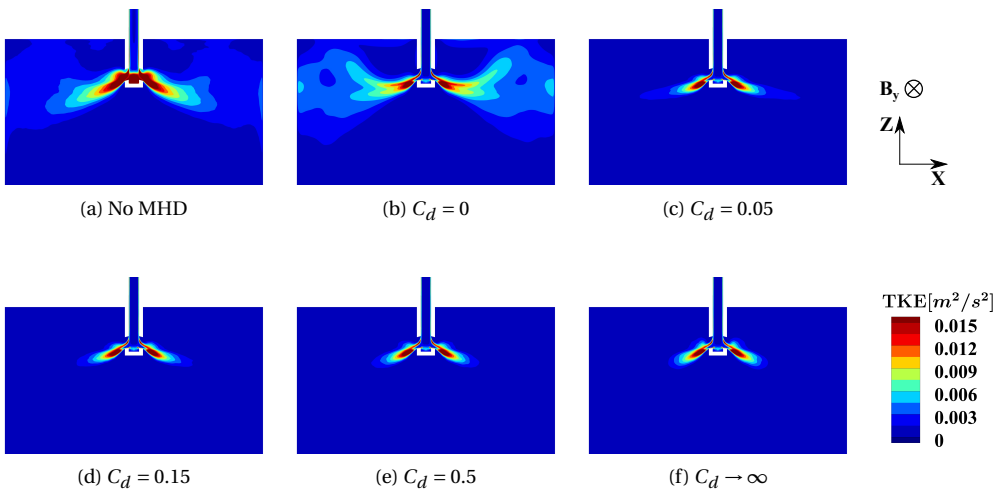 B_y ⊗
Z
X
(a) No MHD
(b) C_d = 0
(c) C_d = 0.05
TKE[m²/s²]
0.015
0.012
0.009
0.006
0.003
0
(d) C_d = 0.15
(e) C_d = 0.5
(f) C_d → ∞